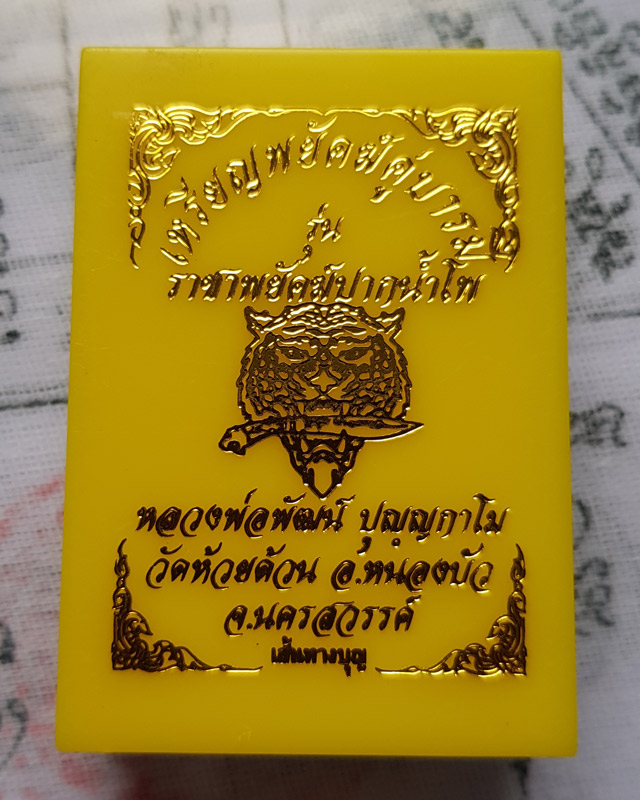 เหรียญพยัคฆ์คู่บารมี
รุ่น
ราชาพยัคฆ์ปากน้ำโพ
หลวงพ่อพัฒน์ ปุญฺญกาโม
วัดห้วยด้วน อ.หนองบัว
จ.นครสวรรค์
เส้นทางบุญ